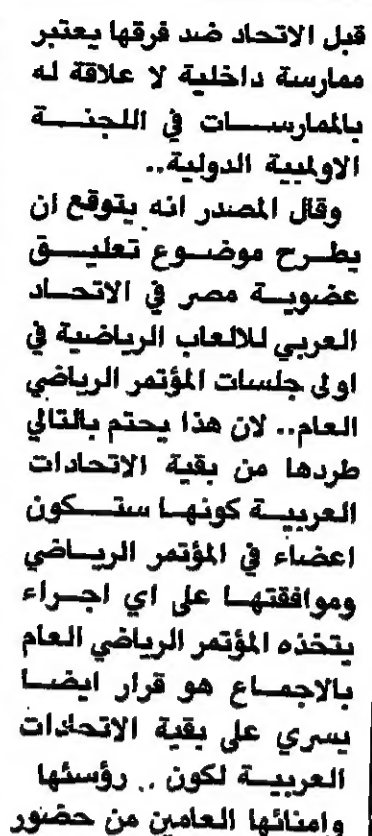 قبل الاتحاد ضد فرقها يعتبر
ممارسة داخلية لا علاقة له
بالممارسات في اللجنة
الاولمبية الدولية..
وقال المصدر انه يتوقع ان
يطرح موضوع تعليق
عضوية مصر في الاتحاد
العربي للالعاب الرياضية في
اولى جلسات المؤتمر الرياضي
العام.. لان هذا يحتم بالتالي
طردها من بقية الاتحادات
العربية كونها ستكون
اعضاء في المؤتمر الرياضي
وموافقتها على اي اجراء
يتخذه المؤتمر الرياضي العام
بالاجماع هو قرار ايضا
يسري على بقية الاتحادات
العربية لكون .. رؤسئها
وامنائها العامين من حضور